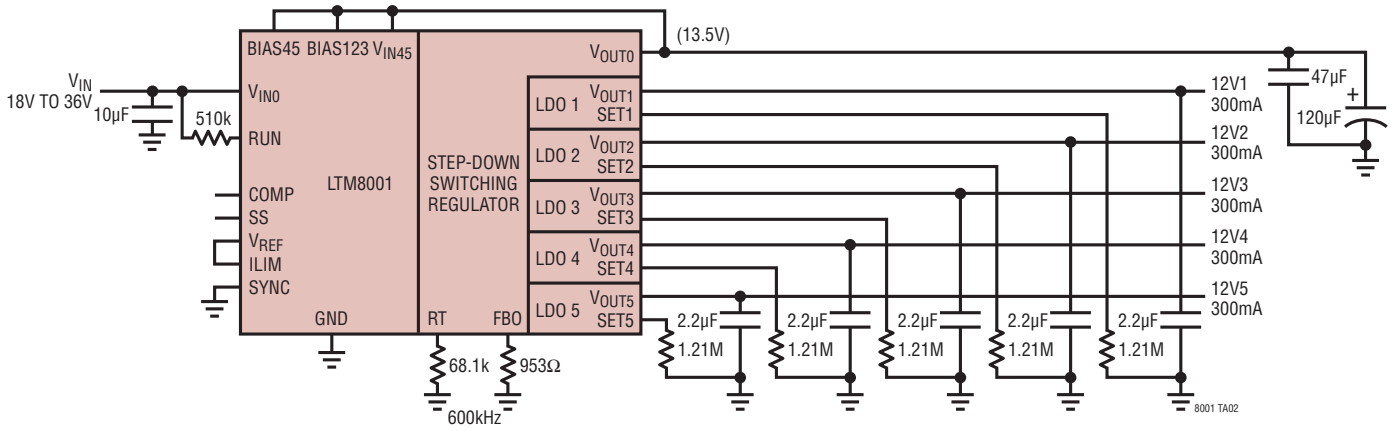 BIAS45 BIAS123 VIN45
VOUT0
(13.5V)
VIN
18V TO 36V
10µF
VIN0
510k
RUN
COMP
SS
VREF
ILIM
SYNC
LTM8001
GND
STEP-DOWN
SWITCHING
REGULATOR
RT
FBO
68.1k
953Ω
600kHz
LDO 1
VOUT1
SET1
LDO 2
VOUT2
SET2
LDO 3
VOUT3
SET3
LDO 4
VOUT4
SET4
LDO 5
VOUT5
SET5
12V1
300mA
12V2
300mA
12V3
300mA
12V4
300mA
12V5
300mA
47µF
+
120µF
2.2µF
1.21M
2.2µF
1.21M
2.2µF
1.21M
2.2µF
1.21M
2.2µF
1.21M
8001 TA02